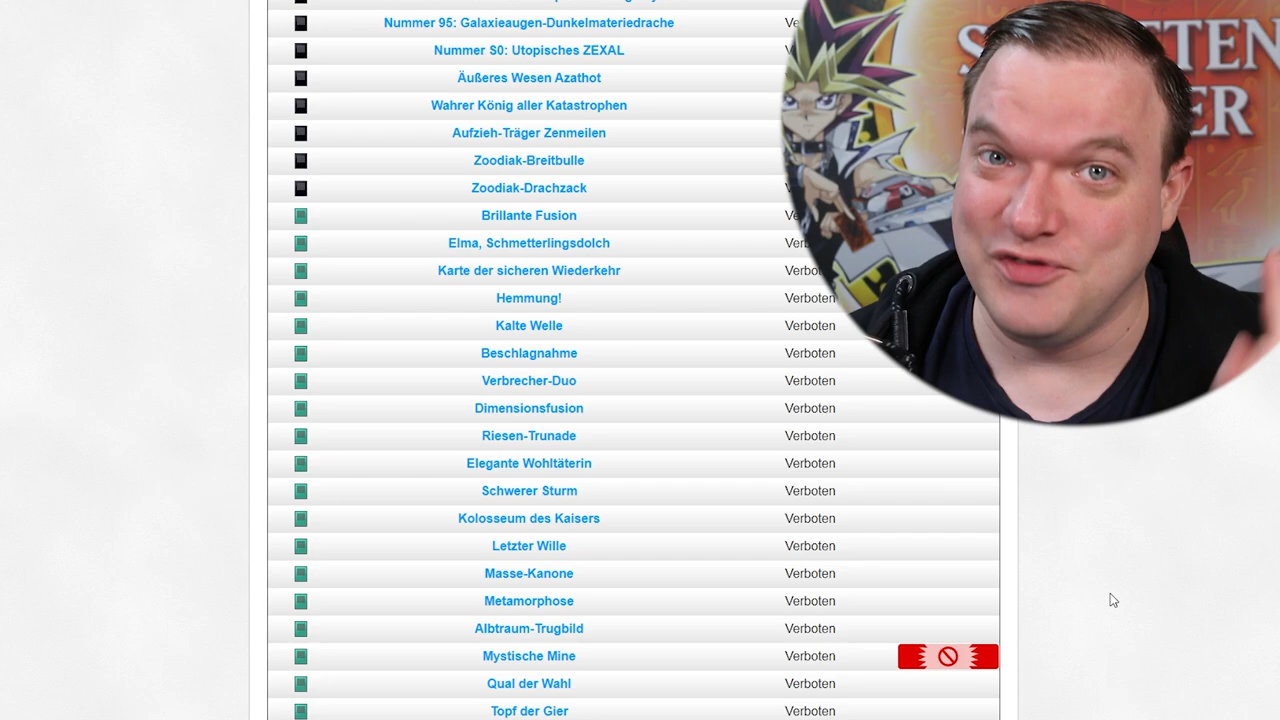 Nummer 95: Galaxieaugen-Dunkelmateriedrache
Nummer S0: Utopisches ZEXAL
Äußeres Wesen Azathot
Wahrer König aller Katastrophen
Aufzieh-Träger Zenmeilen
Zoodiak-Breitbulle
Zoodiak-Drachzack
Brillante Fusion
Elma, Schmetterlingsdolch
Karte der sicheren Wiederkehr
Hemmung! Verboten
Kalte Welle Verboten
Beschlagnahme Verboten
Verbrecher-Duo Verboten
Dimensionsfusion Verboten
Riesen-Trunade Verboten
Elegante Wohltäterin Verboten
Schwerer Sturm Verboten
Kolosseum des Kaisers Verboten
Letzter Wille Verboten
Masse-Kanone Verboten
Metamorphose Verboten
Albtraum-Trugbild Verboten
Mystische Mine Verboten
Qual der Wahl Verboten
Topf der Gier Verboten